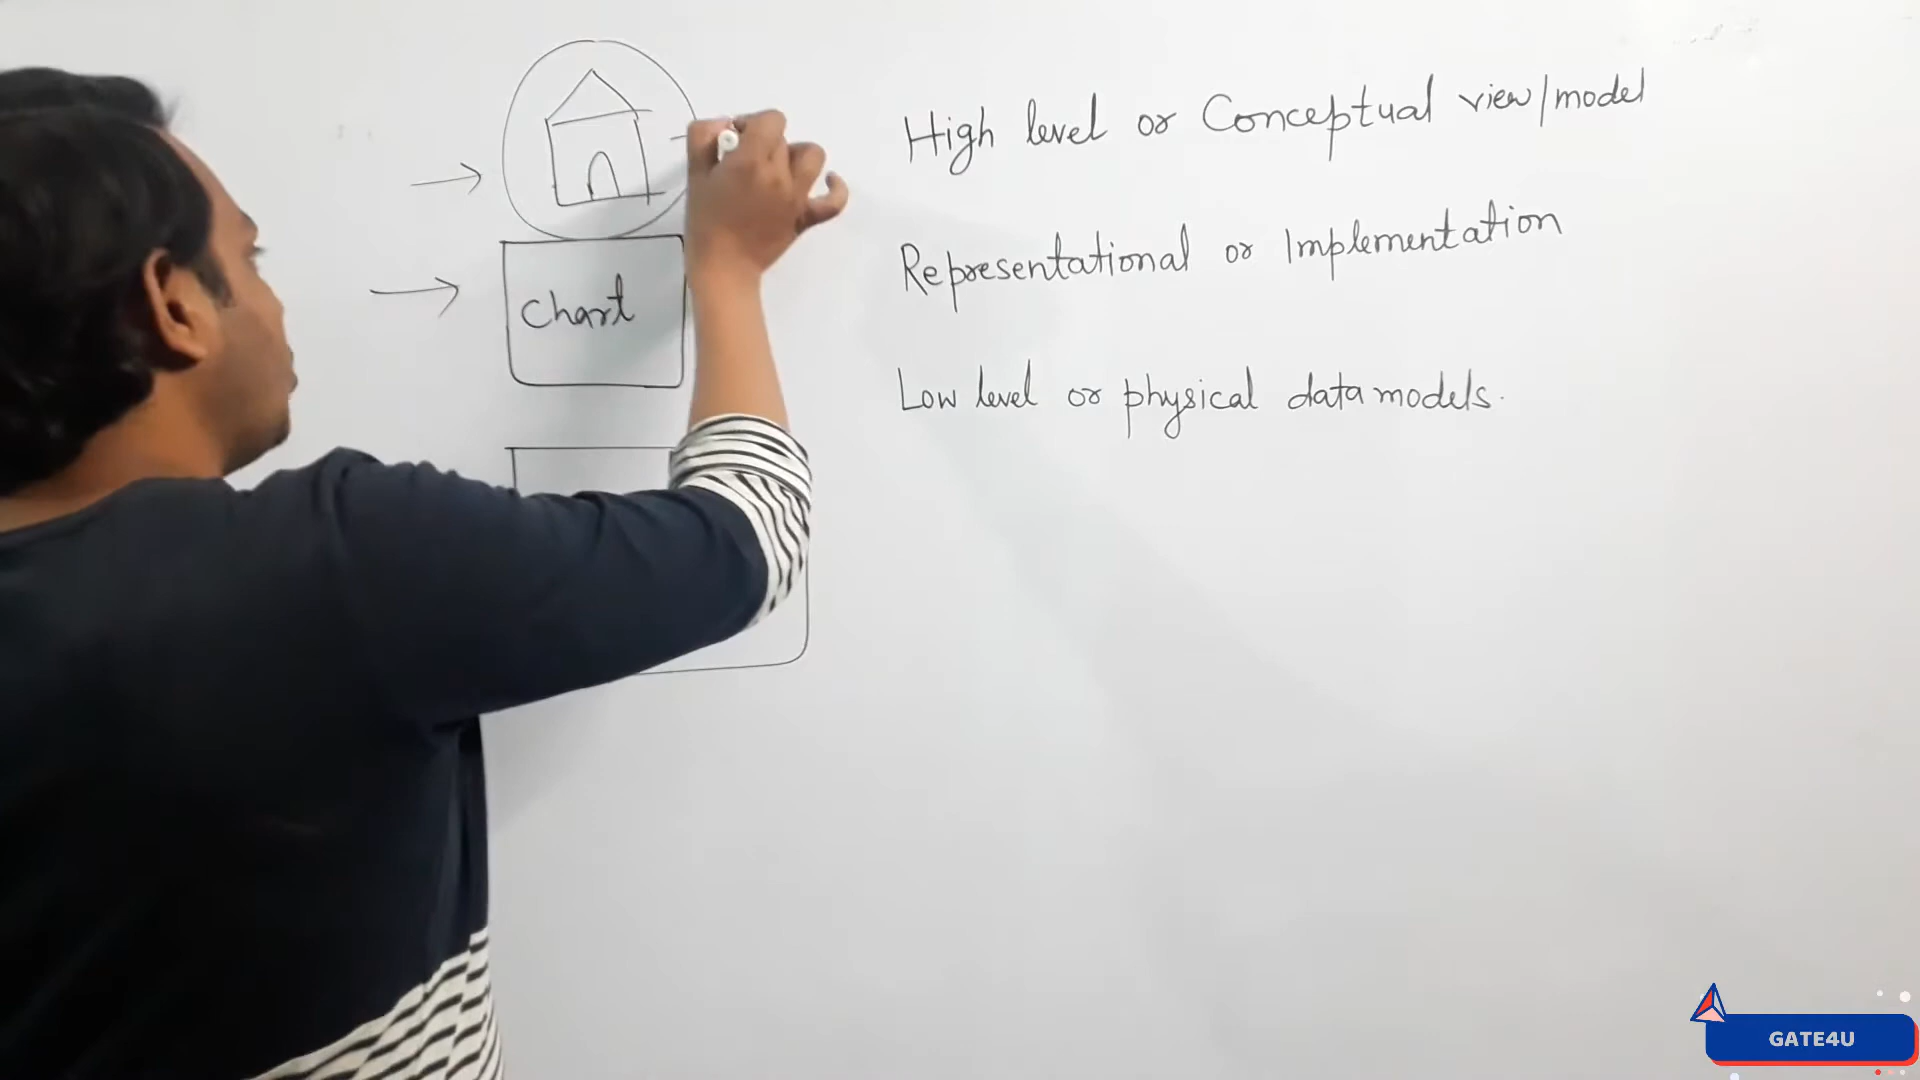 High level or Conceptual view/model
Representational or Implementation
Chart
Low level or physical data models.
GATE4U